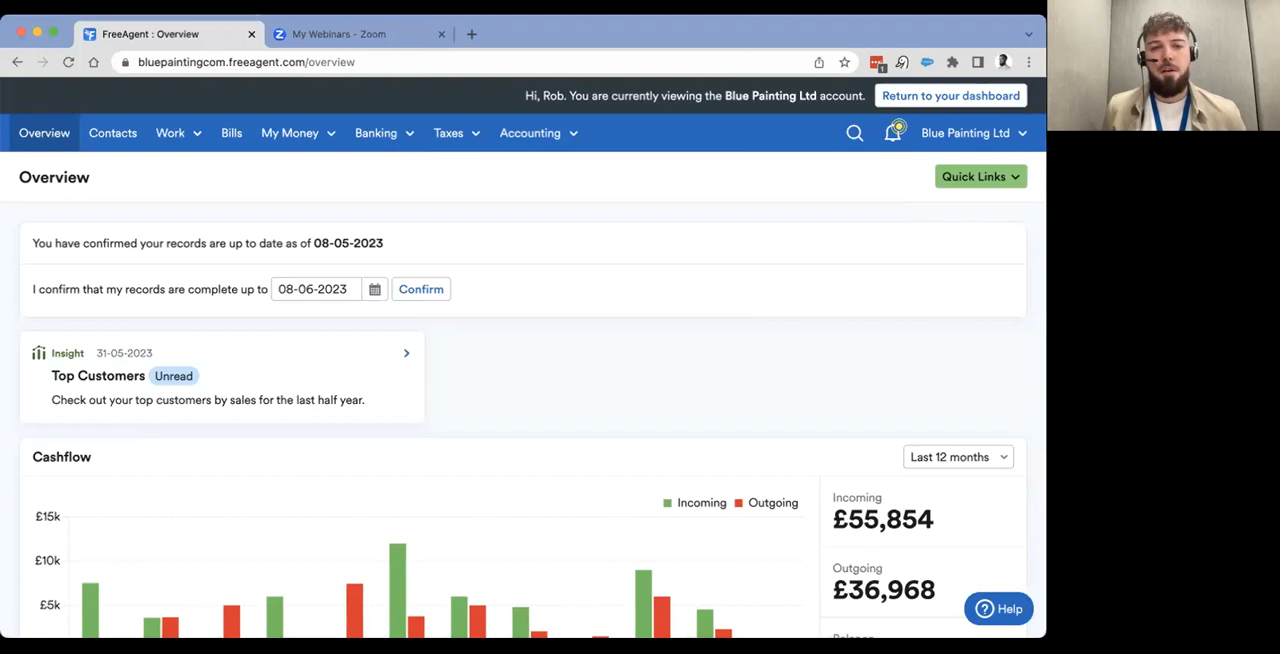 FreeAgent : Overview
My Webinars - Zoom
bluepaintingcom.freeagent.com/overview
1
Hi, Rob. You are currently viewing the Blue Painting Ltd account.
Return to your dashboard
Overview Contacts Work Bills My Money Banking Taxes Accounting Blue Painting Ltd
Overview
Quick Links
You have confirmed your records are up to date as of 08-05-2023
I confirm that my records are complete up to 08-06-2023 Confirm
Insight 31-05-2023
Top Customers Unread
Check out your top customers by sales for the last half year.
Cashflow
Last 12 months
Incoming Outgoing
£15k
£10k
£5k
Incoming
£55,854
Outgoing
£36,968
Help